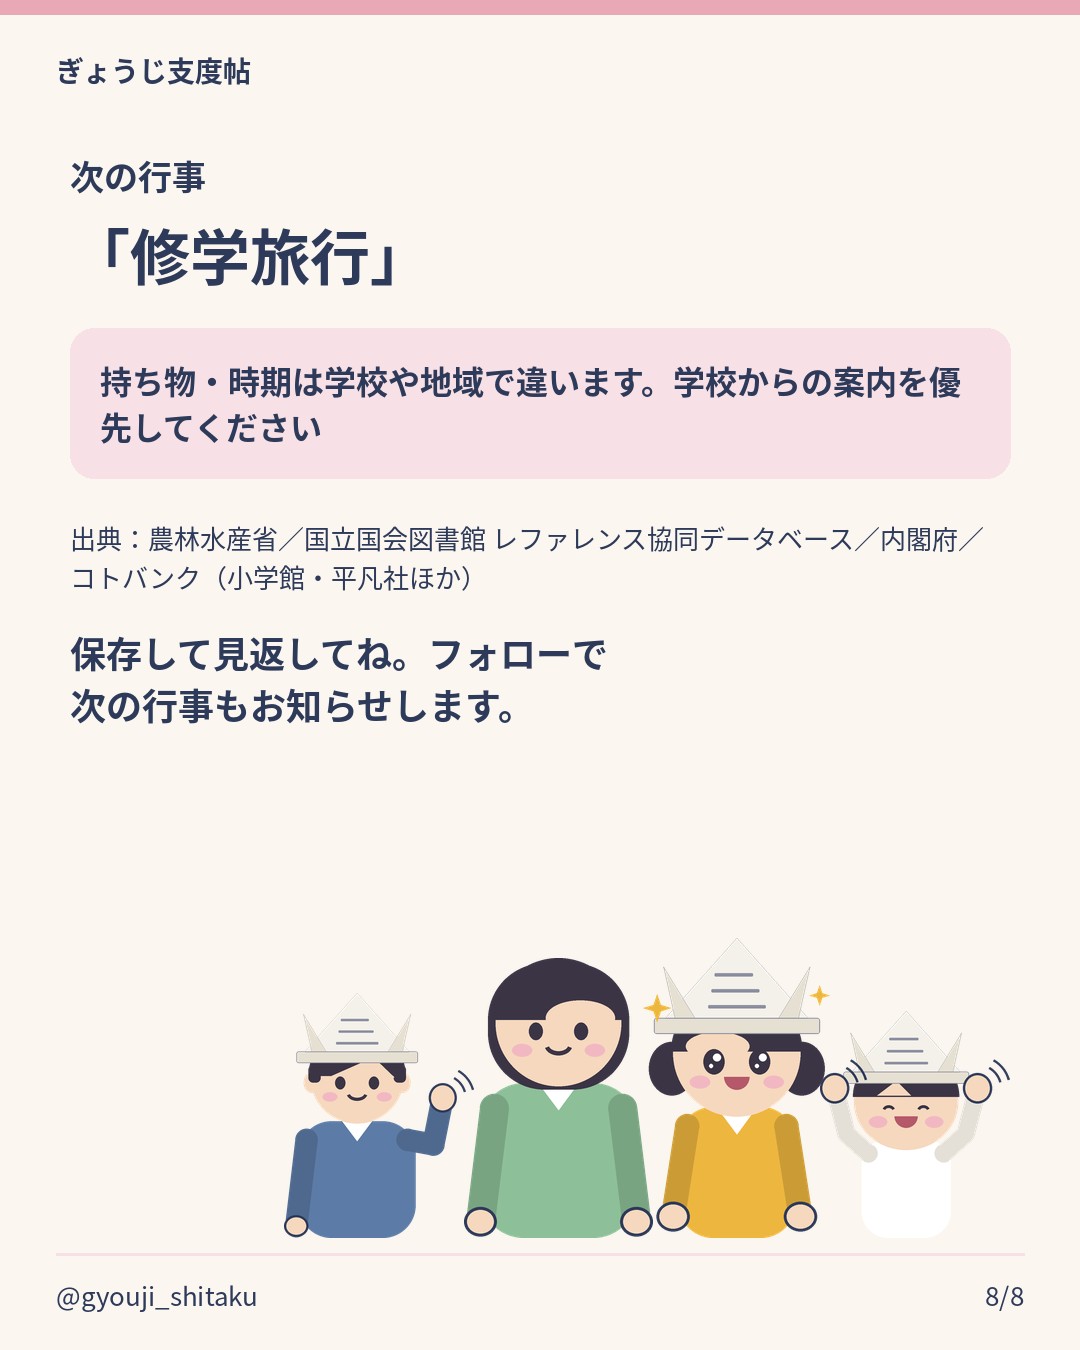 ぎょうじ支度帖
次の行事
「修学旅行」
持ち物・時期は学校や地域で違います。学校からの案内を優
先してください
出典：農林水産省／国立国会図書館 レファレンス協同データベース／内閣府／
コトバンク（小学館・平凡社ほか）
保存して見返してね。フォローで
次の行事もお知らせします。
@gyouji_shitaku
8/8